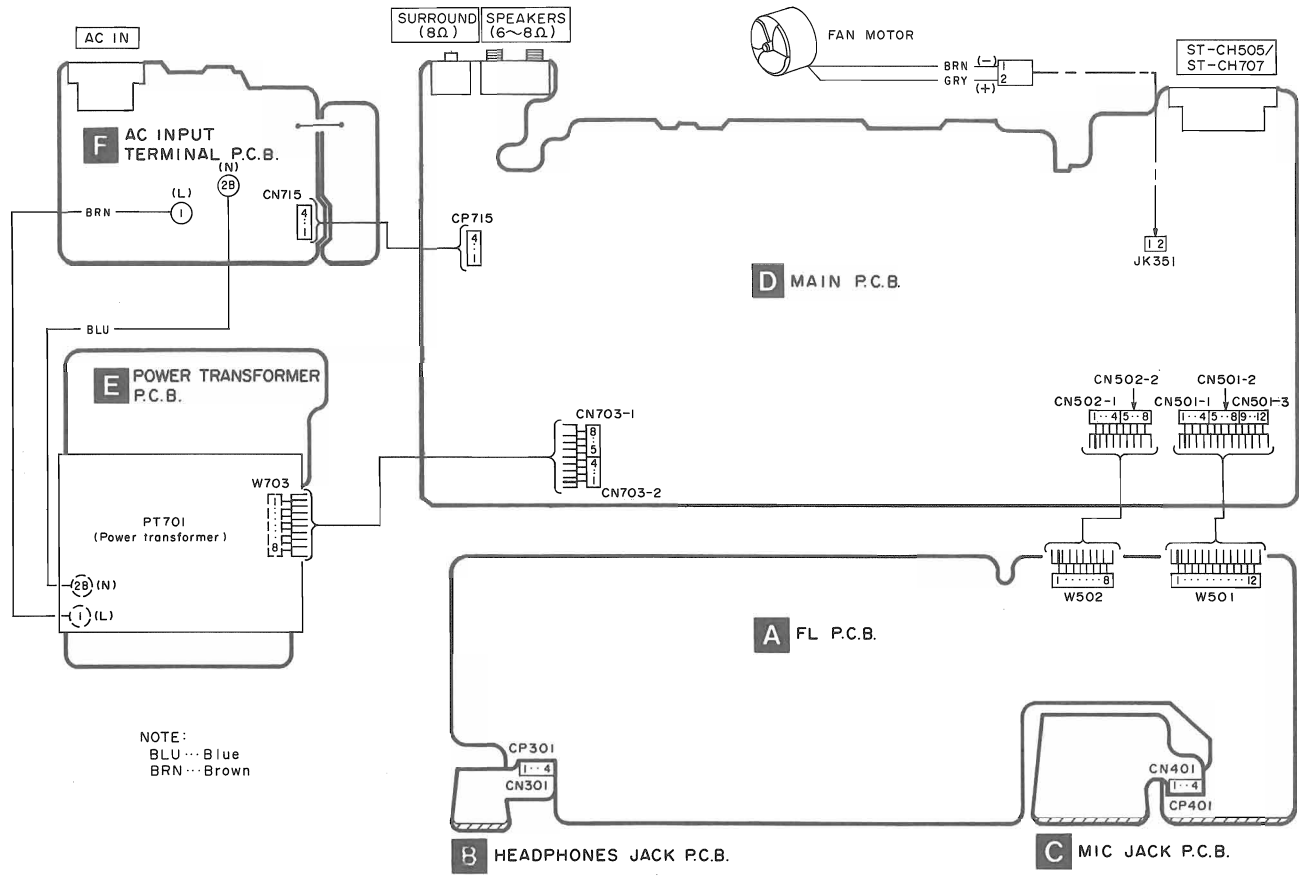 AC IN
SURROUND
(8Ω)
SPEAKERS
(6〜8Ω)
FAN MOTOR
BRN (−) 1
GRY (+) 2
ST-CH505/
ST-CH707
F AC INPUT
TERMINAL P.C.B.
(N)
2B
(L)
1
BRN
CN715
4
1
CP715
4
1
1 2
JK351
D MAIN P.C.B.
BLU
E POWER TRANSFORMER
P.C.B.
CN502-2
CN501-2
CN502-1
CN501-1
CN501-3
1··4 5··8
1··4 5··8 9··12
CN703-1
8
5
4
1
CN703-2
W703
1
8
PT701
(Power transformer)
2B (N)
1 (L)
1······8
W502
1·········12
W501
A FL P.C.B.
NOTE:
BLU···Blue
BRN···Brown
CP301
1··4
CN301
CN401
1··4
CP401
B HEADPHONES JACK P.C.B.
C MIC JACK P.C.B.